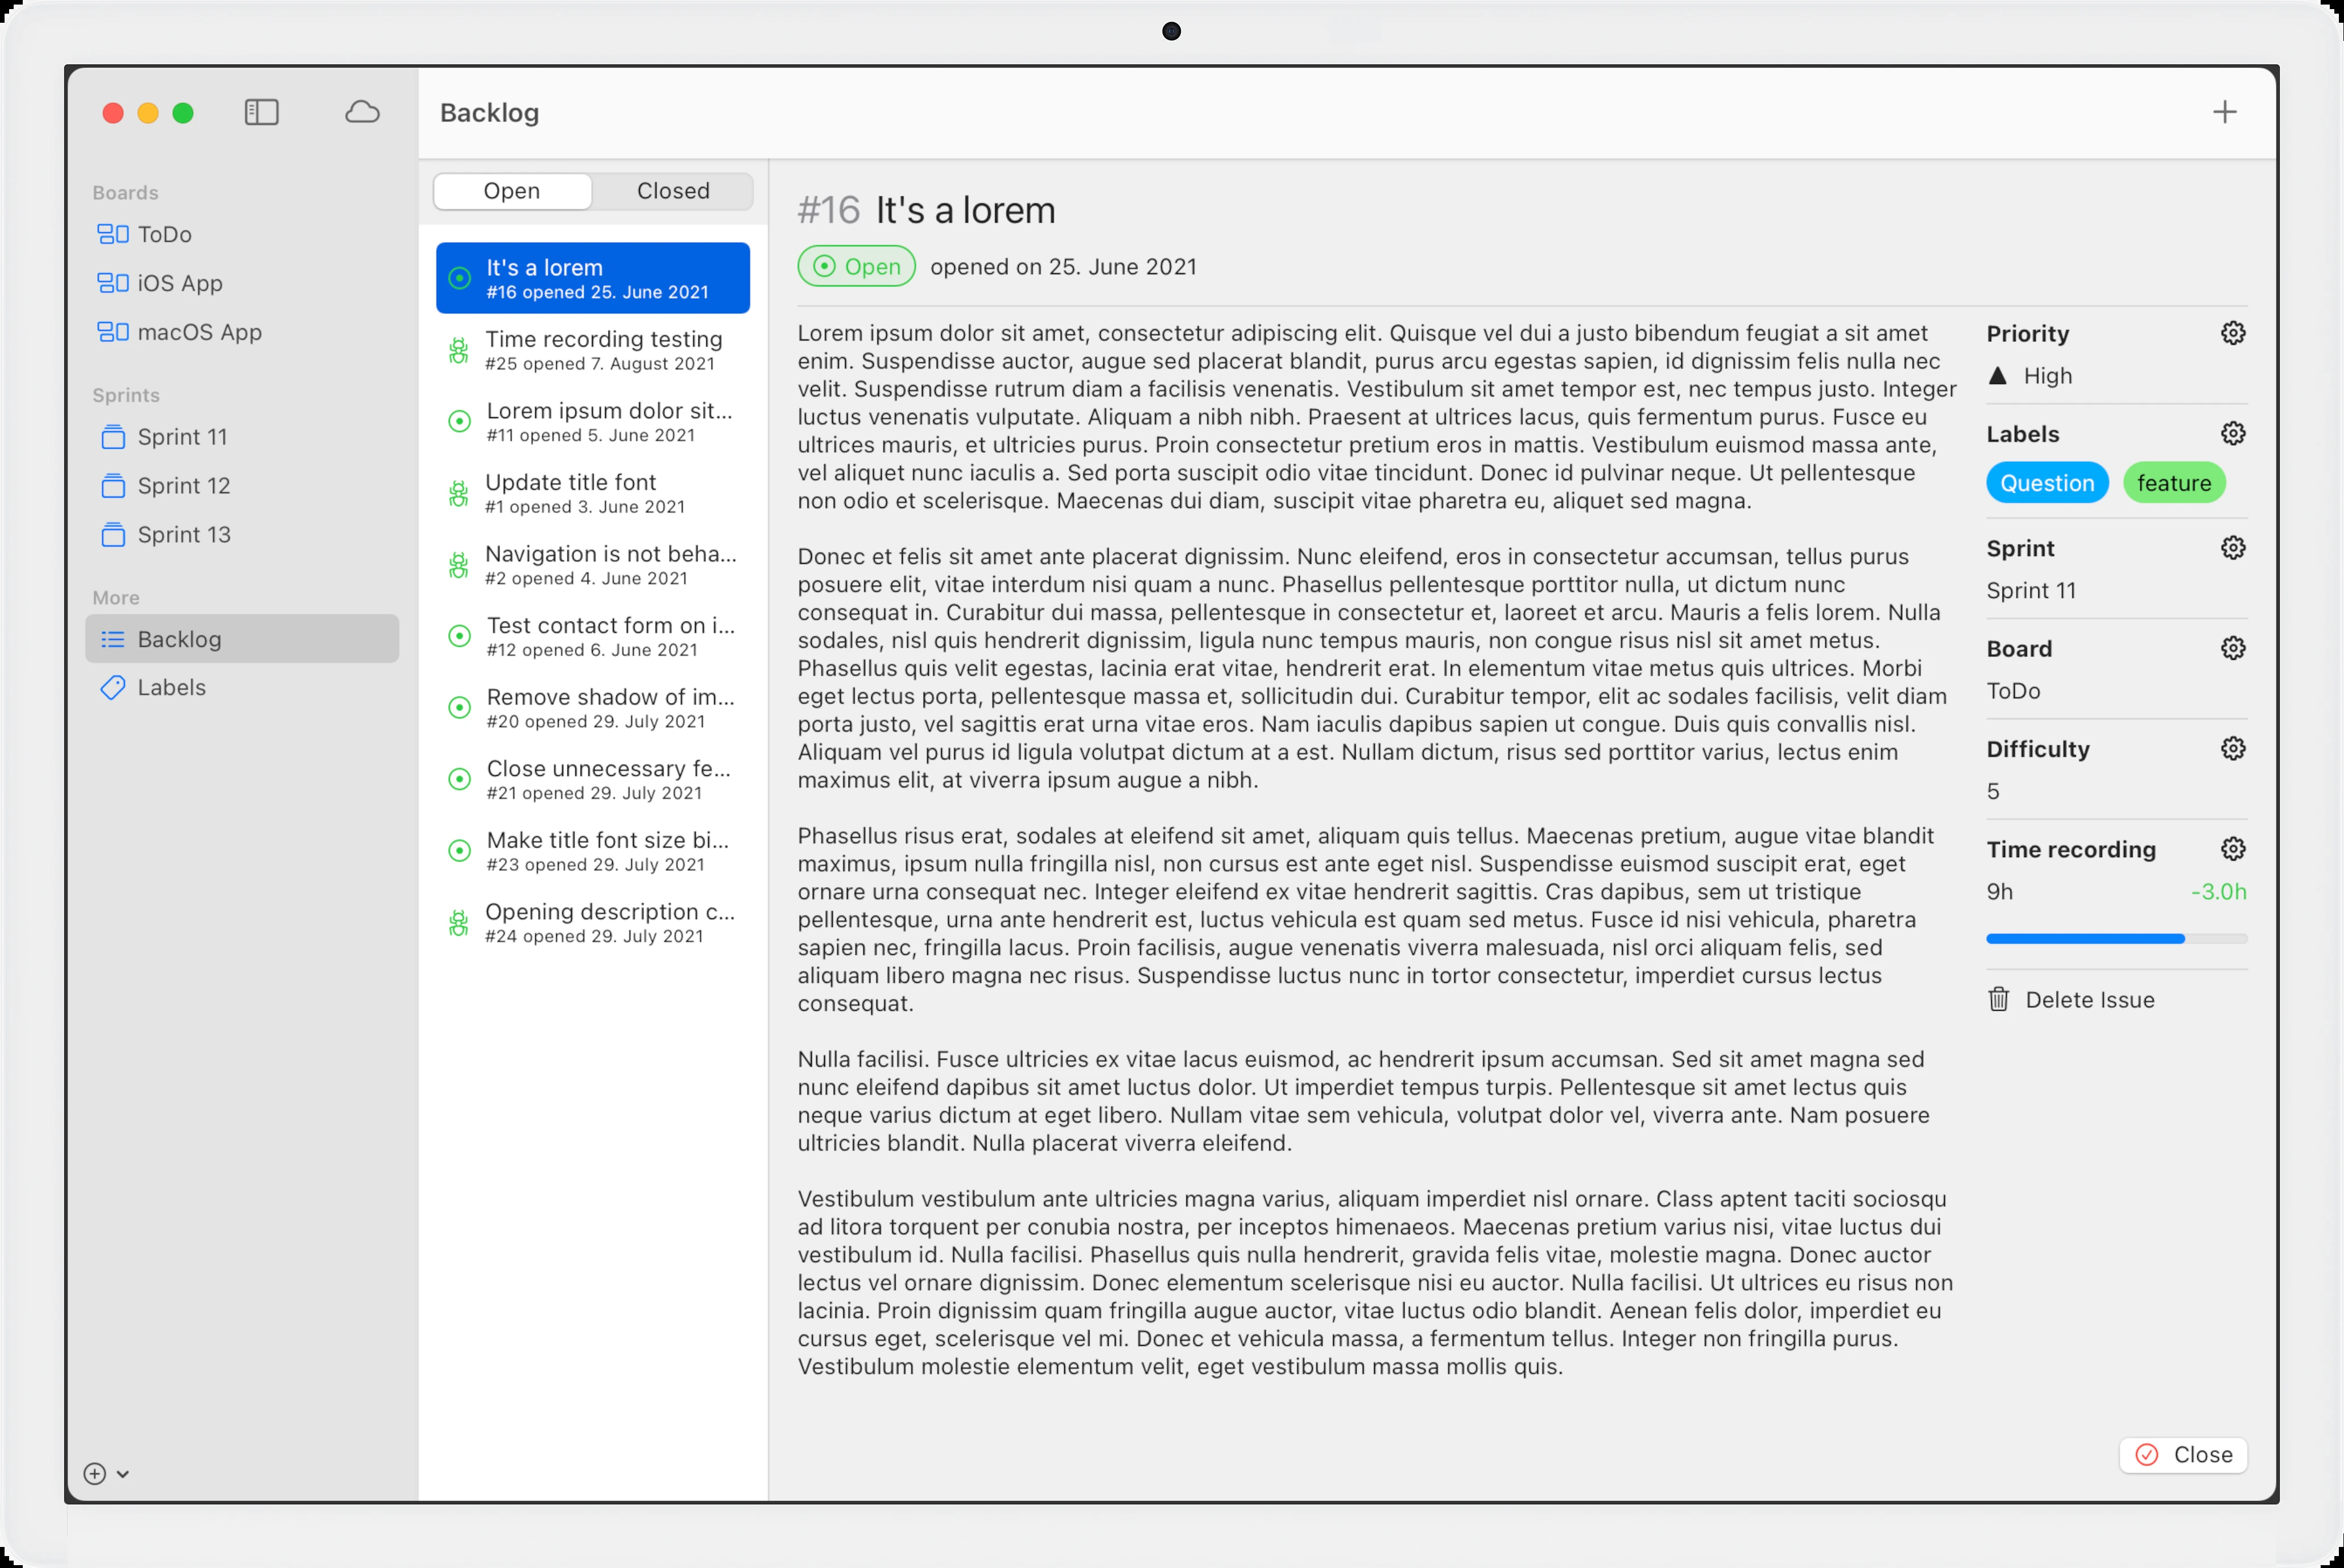 Backlog
Boards
ToDo
iOS App
macOS App
Sprints
Sprint 11
Sprint 12
Sprint 13
More
Backlog
Labels
Open
Closed
It's a lorem
#16 opened 25. June 2021
Time recording testing
#25 opened 7. August 2021
Lorem ipsum dolor sit...
#11 opened 5. June 2021
Update title font
#1 opened 3. June 2021
Navigation is not beha...
#2 opened 4. June 2021
Test contact form on i...
#12 opened 6. June 2021
Remove shadow of im...
#20 opened 29. July 2021
Close unnecessary fe...
#21 opened 29. July 2021
Make title font size bi...
#23 opened 29. July 2021
Opening description c...
#24 opened 29. July 2021
#16 It's a lorem
Open opened on 25. June 2021
Lorem ipsum dolor sit amet, consectetur adipiscing elit. Quisque vel dui a justo bibendum feugiat a sit amet
enim. Suspendisse auctor, augue sed placerat blandit, purus arcu egestas sapien, id dignissim felis nulla nec
velit. Suspendisse rutrum diam a facilisis venenatis. Vestibulum sit amet tempor est, nec tempus justo. Integer
luctus venenatis vulputate. Aliquam a nibh nibh. Praesent at ultrices lacus, quis fermentum purus. Fusce eu
ultrices mauris, et ultricies purus. Proin consectetur pretium eros in mattis. Vestibulum euismod massa ante,
vel aliquet nunc iaculis a. Sed porta suscipit odio vitae tincidunt. Donec id pulvinar neque. Ut pellentesque
non odio et scelerisque. Maecenas dui diam, suscipit vitae pharetra eu, aliquet sed magna.
Donec et felis sit amet ante placerat dignissim. Nunc eleifend, eros in consectetur accumsan, tellus purus
posuere elit, vitae interdum nisi quam a nunc. Phasellus pellentesque porttitor nulla, ut dictum nunc
consequat in. Curabitur dui massa, pellentesque in consectetur et, laoreet et arcu. Mauris a felis lorem. Nulla
sodales, nisl quis hendrerit dignissim, ligula nunc tempus mauris, non congue risus nisl sit amet metus.
Phasellus quis velit egestas, lacinia erat vitae, hendrerit erat. In elementum vitae metus quis ultrices. Morbi
eget lectus porta, pellentesque massa et, sollicitudin dui. Curabitur tempor, elit ac sodales facilisis, velit diam
porta justo, vel sagittis erat urna vitae eros. Nam iaculis dapibus sapien ut congue. Duis quis convallis nisl.
Aliquam vel purus id ligula volutpat dictum at a est. Nullam dictum, risus sed porttitor varius, lectus enim
maximus elit, at viverra ipsum augue a nibh.
Phasellus risus erat, sodales at eleifend sit amet, aliquam quis tellus. Maecenas pretium, augue vitae blandit
maximus, ipsum nulla fringilla nisl, non cursus est ante eget nisl. Suspendisse euismod suscipit erat, eget
ornare urna consequat nec. Integer eleifend ex vitae hendrerit sagittis. Cras dapibus, sem ut tristique
pellentesque, urna ante hendrerit est, luctus vehicula est quam sed metus. Fusce id nisi vehicula, pharetra
sapien nec, fringilla lacus. Proin facilisis, augue venenatis viverra malesuada, nisl orci aliquam felis, sed
aliquam libero magna nec risus. Suspendisse luctus nunc in tortor consectetur, imperdiet cursus lectus
consequat.
Nulla facilisi. Fusce ultricies ex vitae lacus euismod, ac hendrerit ipsum accumsan. Sed sit amet magna sed
nunc eleifend dapibus sit amet luctus dolor. Ut imperdiet tempus turpis. Pellentesque sit amet lectus quis
neque varius dictum at eget libero. Nullam vitae sem vehicula, volutpat dolor vel, viverra ante. Nam posuere
ultricies blandit. Nulla placerat viverra eleifend.
Vestibulum vestibulum ante ultricies magna varius, aliquam imperdiet nisl ornare. Class aptent taciti sociosqu
ad litora torquent per conubia nostra, per inceptos himenaeos. Maecenas pretium varius nisi, vitae luctus dui
vestibulum id. Nulla facilisi. Phasellus quis nulla hendrerit, gravida felis vitae, molestie magna. Donec auctor
lectus vel ornare dignissim. Donec elementum scelerisque nisi eu auctor. Nulla facilisi. Ut ultrices eu risus non
lacinia. Proin dignissim quam fringilla augue auctor, vitae luctus odio blandit. Aenean felis dolor, imperdiet eu
cursus eget, scelerisque vel mi. Donec et vehicula massa, a fermentum tellus. Integer non fringilla purus.
Vestibulum molestie elementum velit, eget vestibulum massa mollis quis.
Priority
High
Labels
Question feature
Sprint
Sprint 11
Board
ToDo
Difficulty
5
Time recording
9h -3.0h
Delete Issue
Close